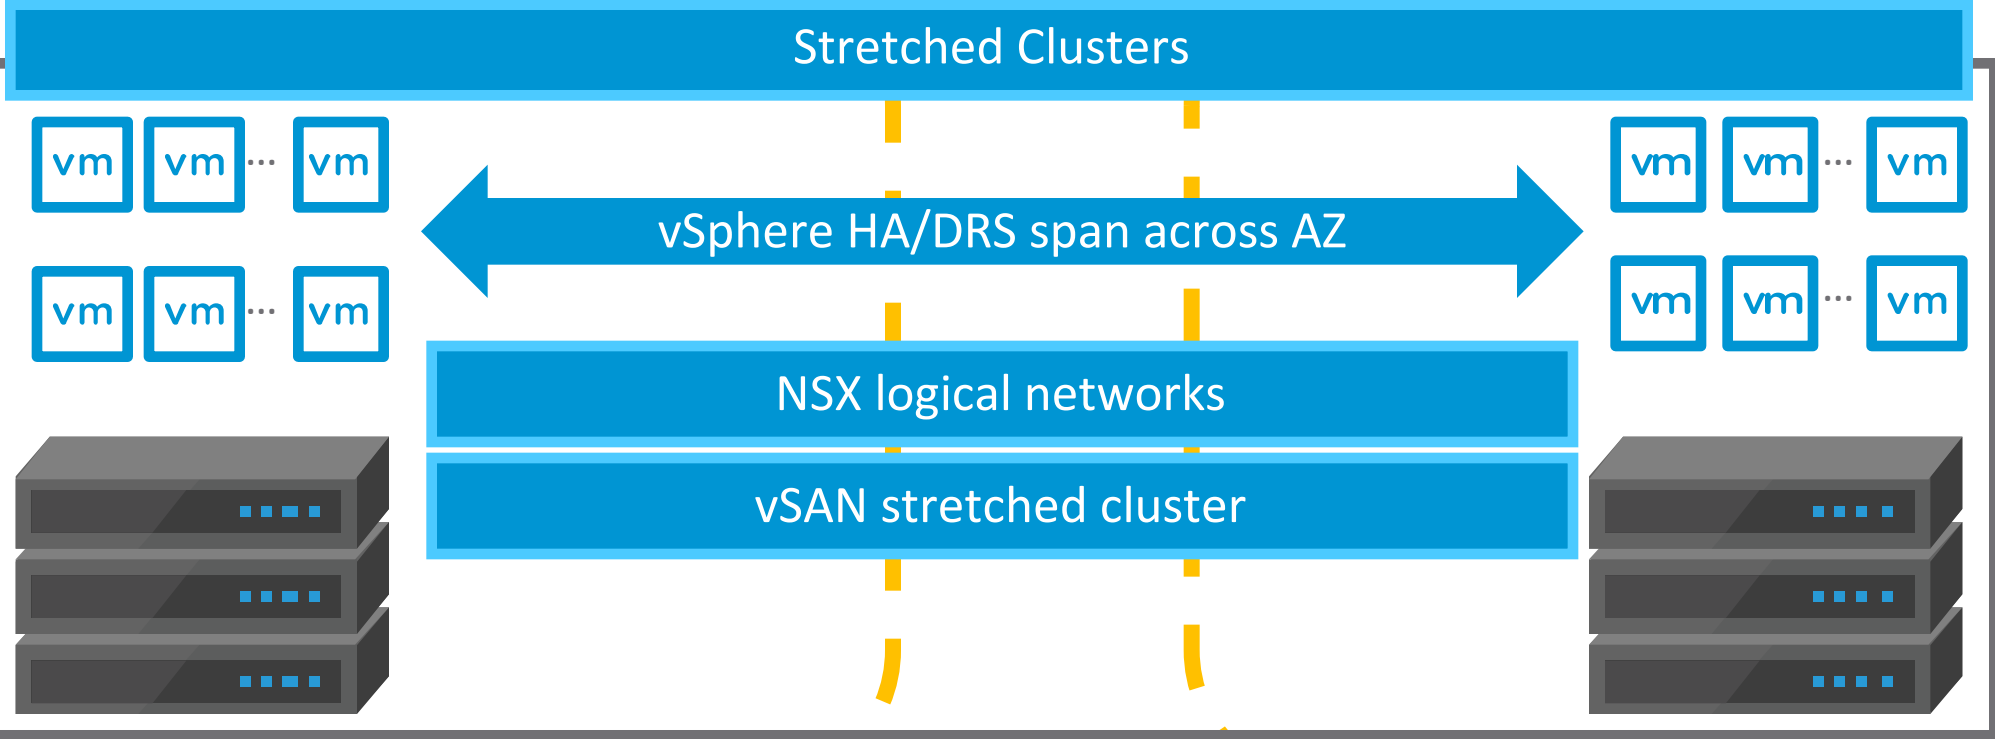 Stretched Clusters
vm vm ... vm
vm vm ... vm
vSphere HA/DRS span across AZ
vm vm ... vm
vm vm ... vm
NSX logical networks
vSAN stretched cluster